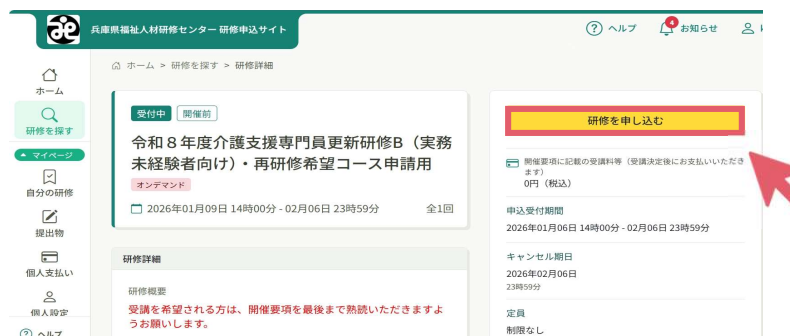 兵庫県福祉人材研修センター 研修申込サイト
ヘルプ
4
お知らせ
ホーム > 研修を探す > 研修詳細
ホーム
研修を探す
マイページ
自分の研修
提出物
個人支払い
個人設定
ヘルプ
受付中 開催前
令和８年度介護支援専門員更新研修B（実務
未経験者向け）・再研修希望コース申請用
オンデマンド
2026年01月09日 14時00分 - 02月06日 23時59分 全1回
研修詳細
研修概要
受講を希望される方は、開催要項を最後まで熟読いただきますよ
うお願いします。
研修を申し込む
開催要項に記載の受講料等（受講決定後にお支払いいただき
ます）
0円（税込）
申込受付期間
2026年01月06日 14時00分 - 02月06日 23時59分
キャンセル期日
2026年02月06日
23時59分
定員
制限なし